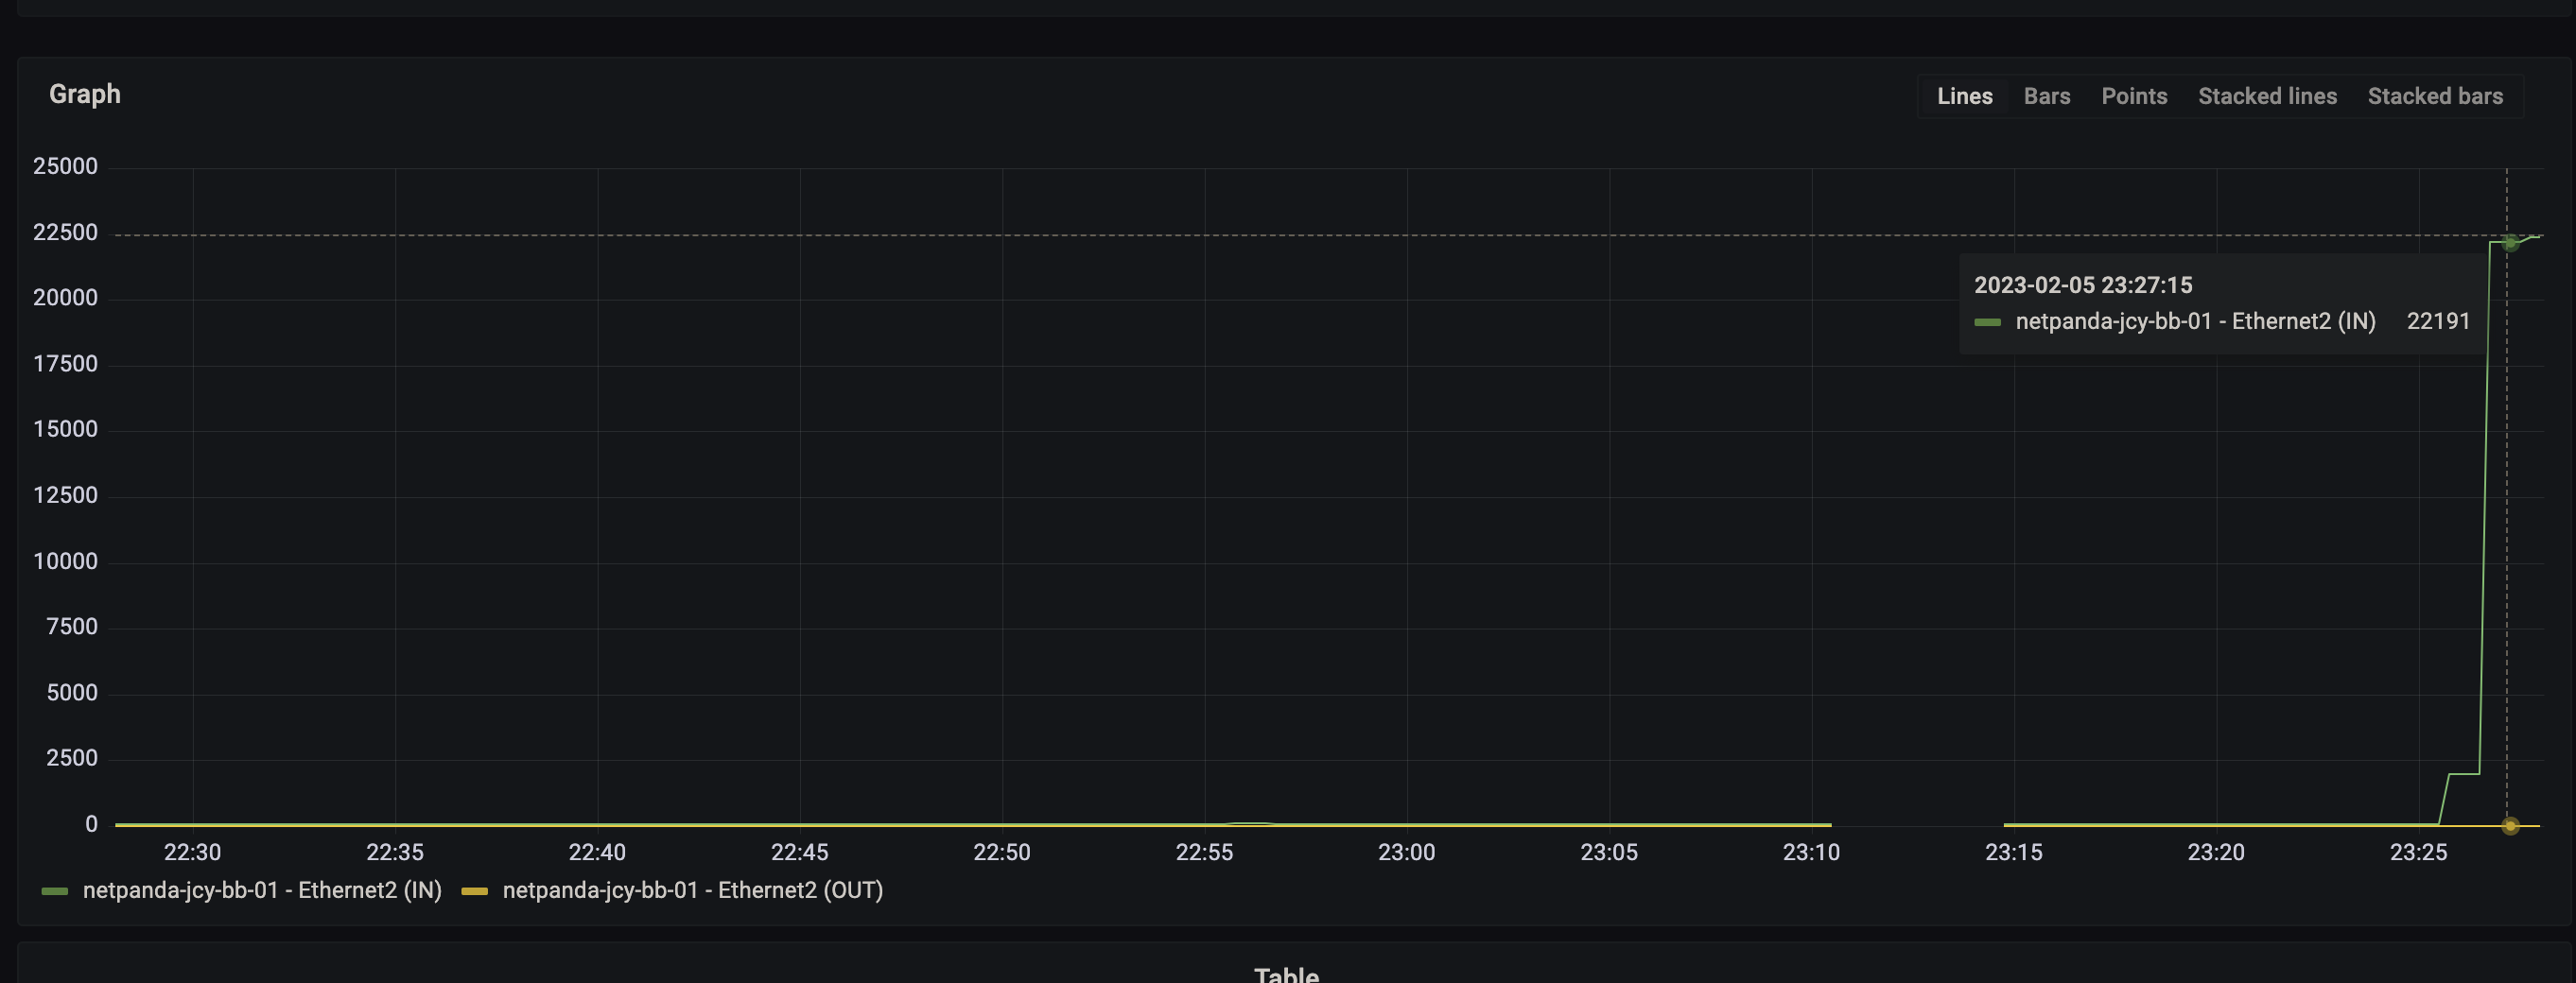 Graph
Lines Bars Points Stacked lines Stacked bars
25000
22500
20000
17500
15000
12500
10000
7500
5000
2500
0
2023-02-05 23:27:15
netpanda-jcy-bb-01 - Ethernet2 (IN) 22191
22:30 22:35 22:40 22:45 22:50 22:55 23:00 23:05 23:10 23:15 23:20 23:25
netpanda-jcy-bb-01 - Ethernet2 (IN) netpanda-jcy-bb-01 - Ethernet2 (OUT)
Table